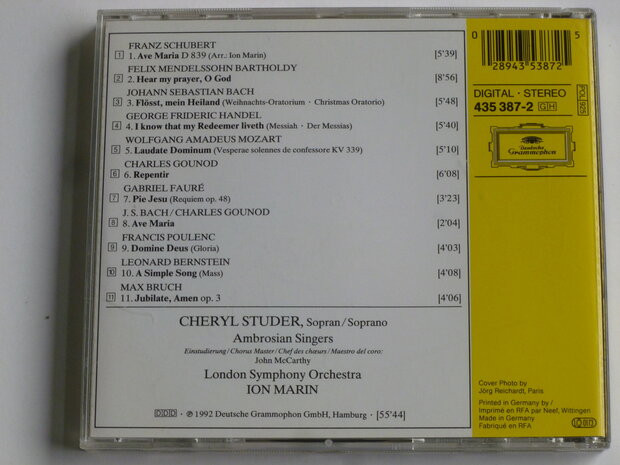 FRANZ SCHUBERT
1 1. Ave Maria D 839 (Arr.: Ion Marin) [5'39]
FELIX MENDELSSOHN BARTHOLDY
2 2. Hear my prayer, O God [8'56]
JOHANN SEBASTIAN BACH
3 3. Flösst, mein Heiland (Weihnachts-Oratorium · Christmas Oratorio) [5'48]
GEORGE FRIDERIC HANDEL
4 4. I know that my Redeemer liveth (Messiah · Der Messias) [5'40]
WOLFGANG AMADEUS MOZART
5 5. Laudate Dominum (Vesperae solennes de confessore KV 339) [5'10]
CHARLES GOUNOD
6 6. Repentir [6'08]
GABRIEL FAURÉ
7 7. Pie Jesu (Requiem op. 48) [3'23]
J. S. BACH/CHARLES GOUNOD
8 8. Ave Maria [2'04]
FRANCIS POULENC
9 9. Domine Deus (Gloria) [4'03]
LEONARD BERNSTEIN
10 10. A Simple Song (Mass) [4'08]
MAX BRUCH
11 11. Jubilate, Amen op. 3 [4'06]
CHERYL STUDER, Sopran/Soprano
Ambrosian Singers
Einstudierung/Chorus Master/Chef des chœurs/Maestro del coro:
John McCarthy
London Symphony Orchestra
ION MARIN
DDD · ℗ 1992 Deutsche Grammophon GmbH, Hamburg · [55'44]
0 28943 53872 5
DIGITAL · STEREO
435 387-2 GH
POL 925
Deutsche
Grammophon
Cover Photo by
Jörg Reichardt, Paris
Printed in Germany by /
Imprimé en RFA par Neef, Wittingen
Made in Germany
Fabriqué en RFA